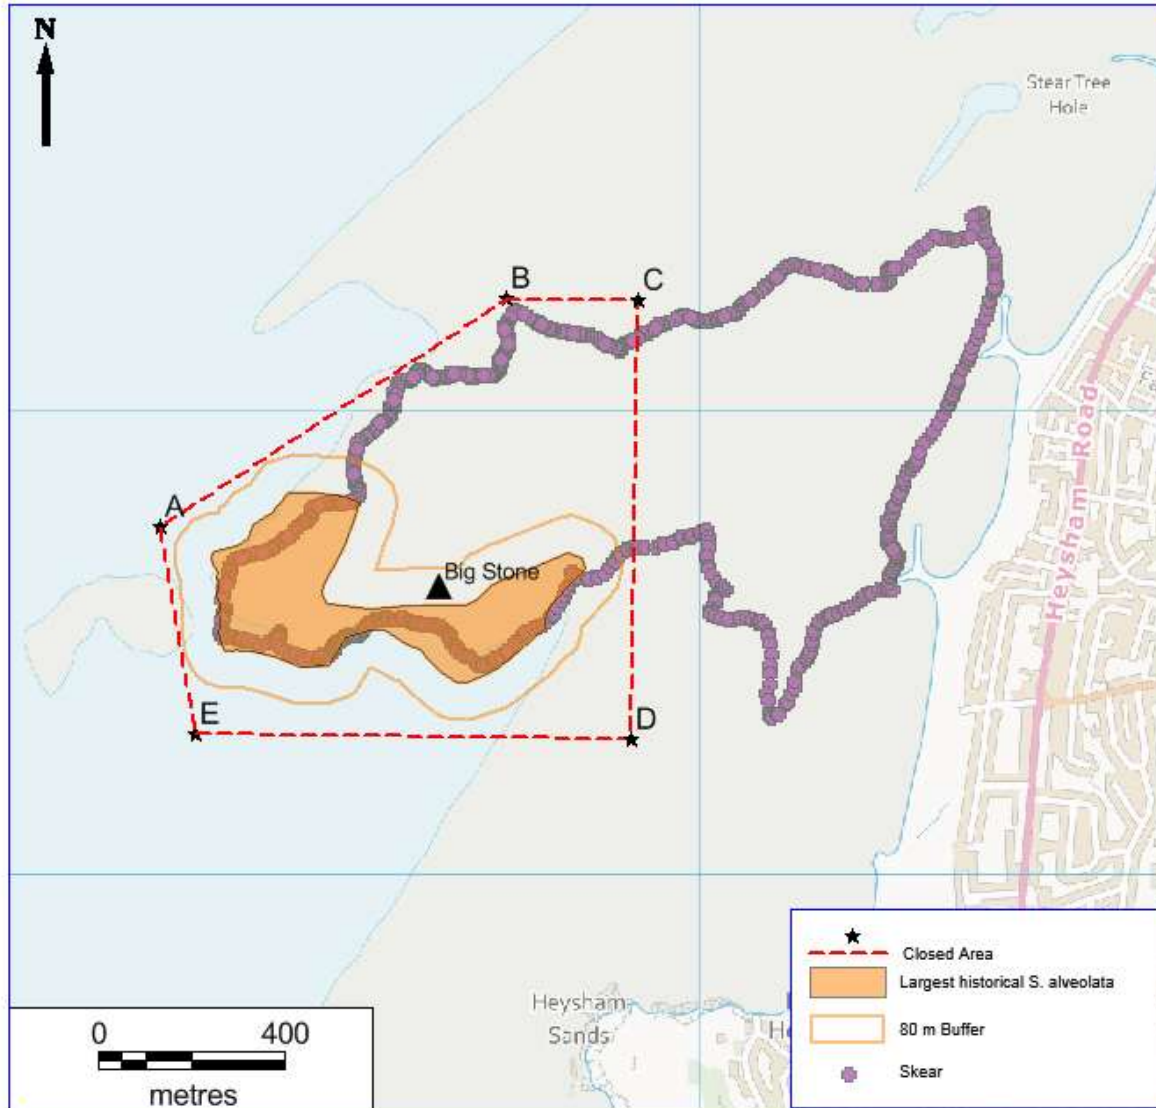 N
Stear Tree
Hole
B
C
A
Big Stone
E
D
Heysham Road
Heysham
Sands
0 400
metres
Closed Area
Largest historical S. alveolata
80 m Buffer
Skear